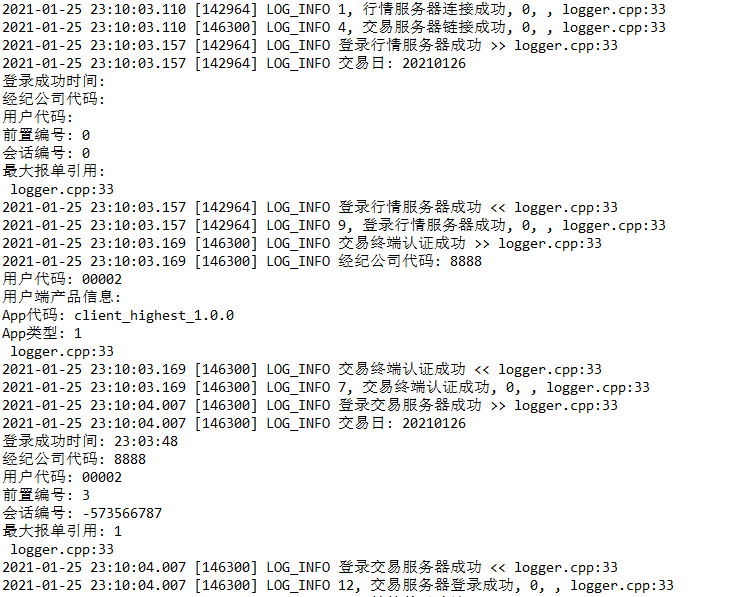 2021-01-25 23:10:03.110 [142964] LOG_INFO 1, 行情服务器连接成功, 0, , logger.cpp:33
2021-01-25 23:10:03.110 [146300] LOG_INFO 4, 交易服务器链接成功, 0, , logger.cpp:33
2021-01-25 23:10:03.157 [142964] LOG_INFO 登录行情服务器成功 >> logger.cpp:33
2021-01-25 23:10:03.157 [142964] LOG_INFO 交易日: 20210126
登录成功时间:
经纪公司代码:
用户代码:
前置编号: 0
会话编号: 0
最大报单引用:
logger.cpp:33
2021-01-25 23:10:03.157 [142964] LOG_INFO 登录行情服务器成功 << logger.cpp:33
2021-01-25 23:10:03.157 [142964] LOG_INFO 9, 登录行情服务器成功, 0, , logger.cpp:33
2021-01-25 23:10:03.169 [146300] LOG_INFO 交易终端认证成功 >> logger.cpp:33
2021-01-25 23:10:03.169 [146300] LOG_INFO 经纪公司代码: 8888
用户代码: 00002
用户端产品信息:
App代码: client_highest_1.0.0
App类型: 1
logger.cpp:33
2021-01-25 23:10:03.169 [146300] LOG_INFO 交易终端认证成功 << logger.cpp:33
2021-01-25 23:10:03.169 [146300] LOG_INFO 7, 交易终端认证成功, 0, , logger.cpp:33
2021-01-25 23:10:04.007 [146300] LOG_INFO 登录交易服务器成功 >> logger.cpp:33
2021-01-25 23:10:04.007 [146300] LOG_INFO 交易日: 20210126
登录成功时间: 23:03:48
经纪公司代码: 8888
用户代码: 00002
前置编号: 3
会话编号: -573566787
最大报单引用: 1
logger.cpp:33
2021-01-25 23:10:04.007 [146300] LOG_INFO 登录交易服务器成功 << logger.cpp:33
2021-01-25 23:10:04.007 [146300] LOG_INFO 12, 交易服务器登录成功, 0, , logger.cpp:33